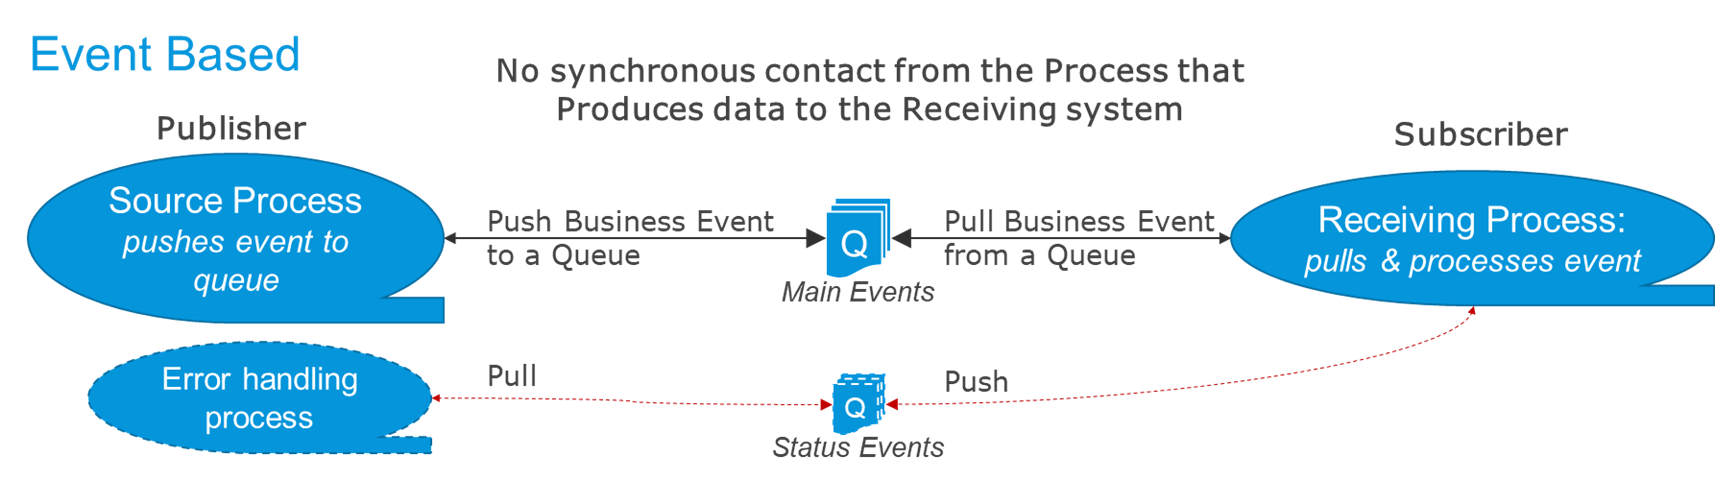 Event Based
No synchronous contact from the Process that
Produces data to the Receiving system
Publisher
Subscriber
Source Process
pushes event to
queue
Push Business Event
to a Queue
Q
Main Events
Pull Business Event
from a Queue
Receiving Process:
pulls & processes event
Error handling
process
Pull
Q
Status Events
Push